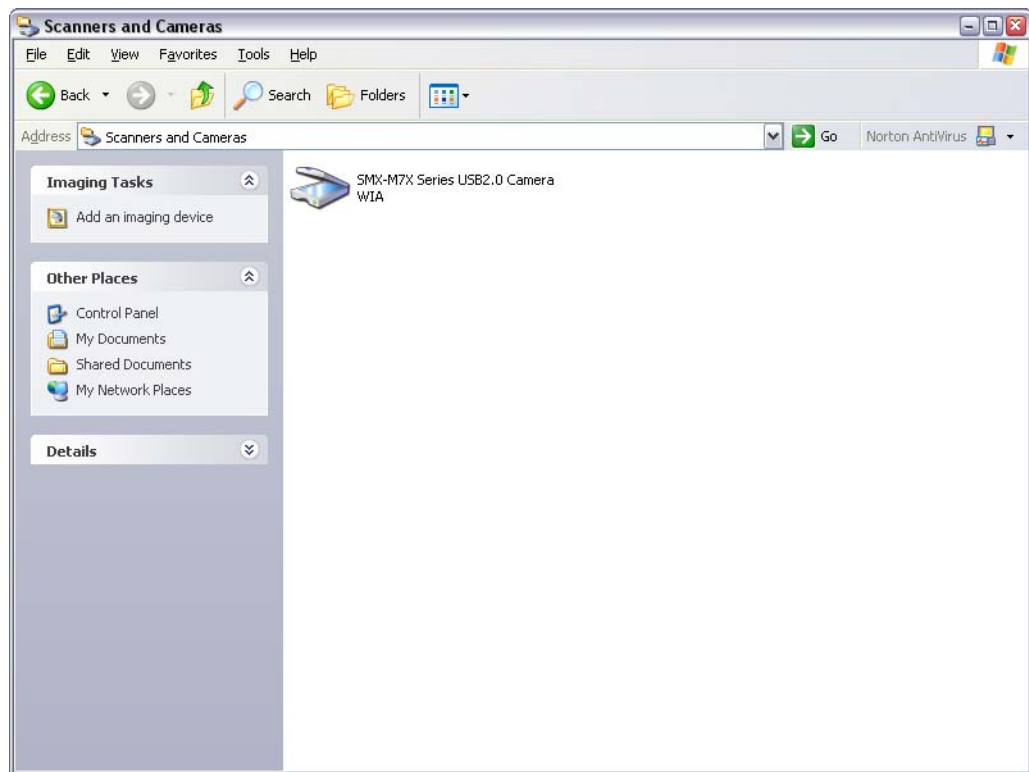 Scanners and Cameras
File Edit View Favorites Tools Help
Back Search Folders
Address Scanners and Cameras Go Norton AntiVirus
Imaging Tasks
Add an imaging device
Other Places
Control Panel
My Documents
Shared Documents
My Network Places
Details
SMX-M7X Series USB2.0 Camera
WIA